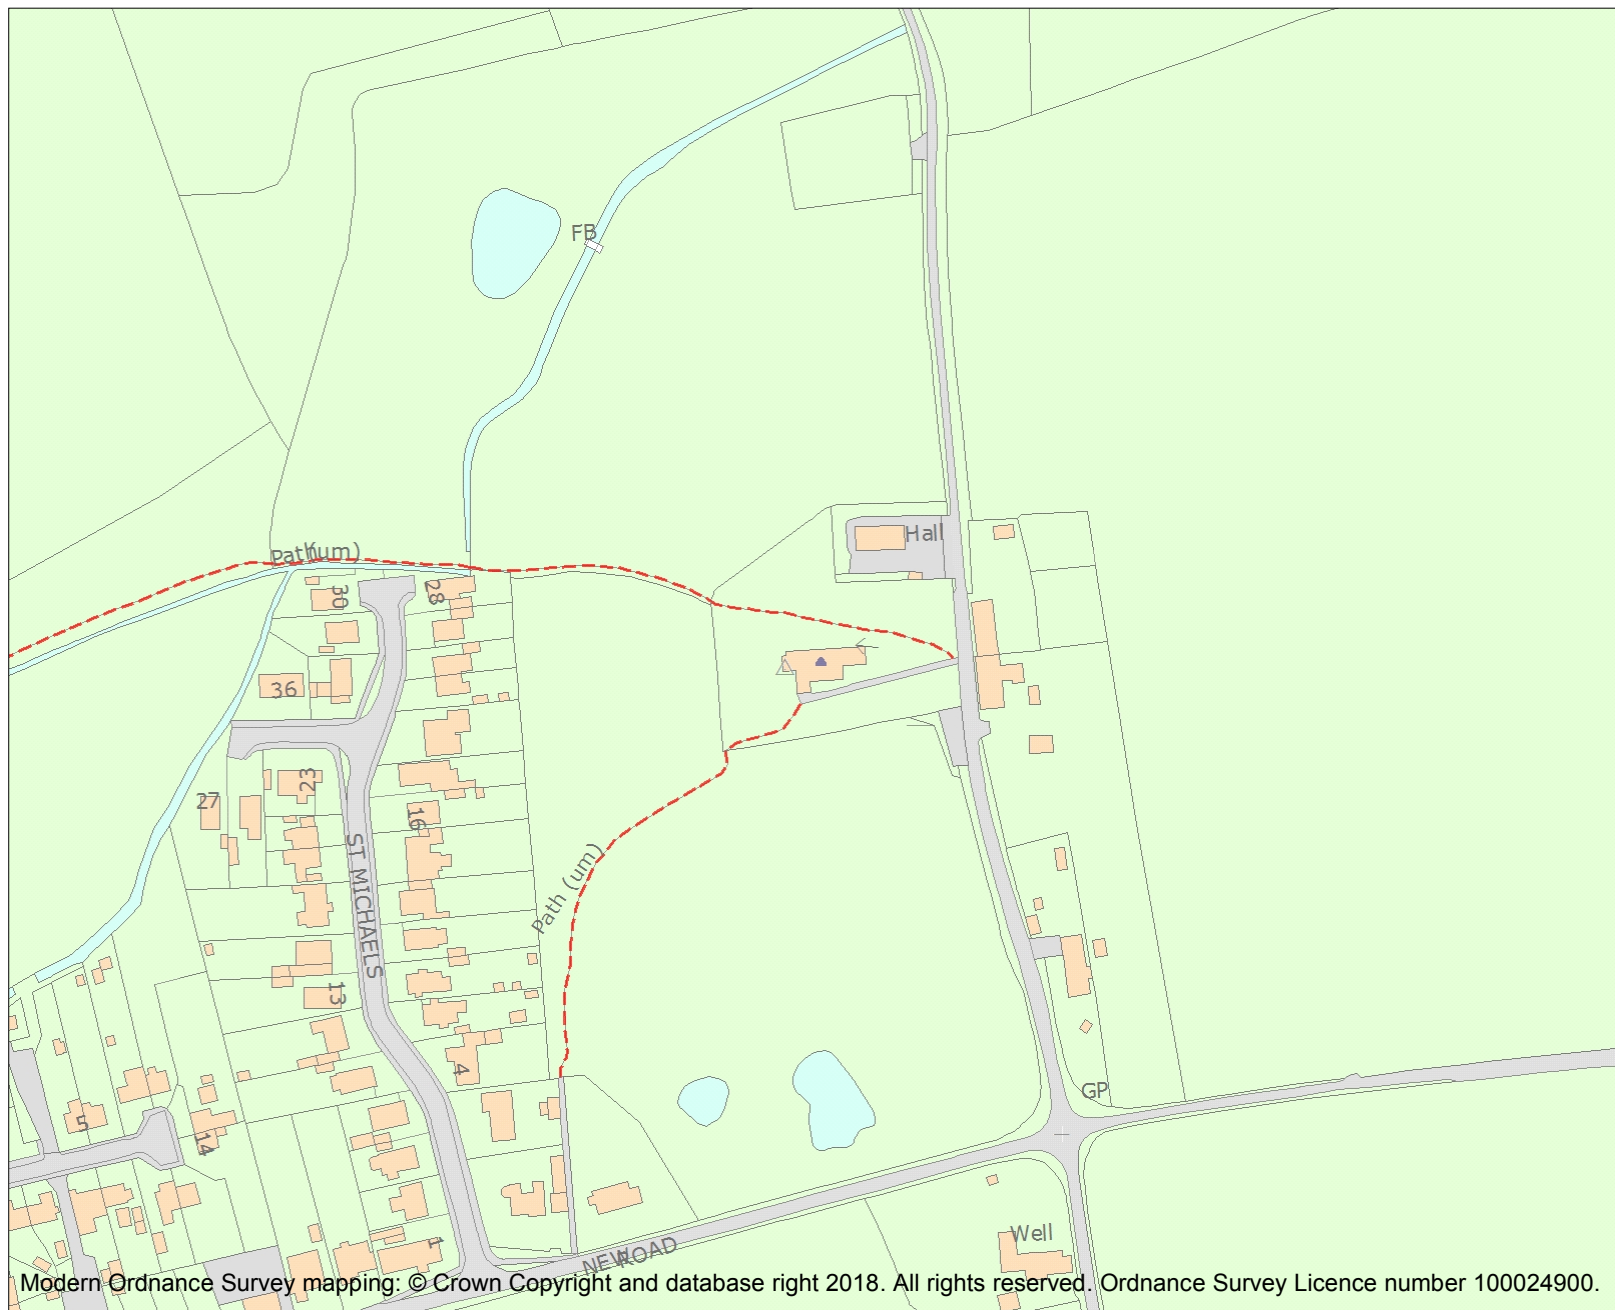 FB
Hall
Path (um)
30
28
36
23
27
16
ST MICHAELS
Path (um)
13
4
5
14
GP
1
Well
NEW ROAD
Modern Ordnance Survey mapping: © Crown Copyright and database right 2018. All rights reserved. Ordnance Survey Licence number 100024900.